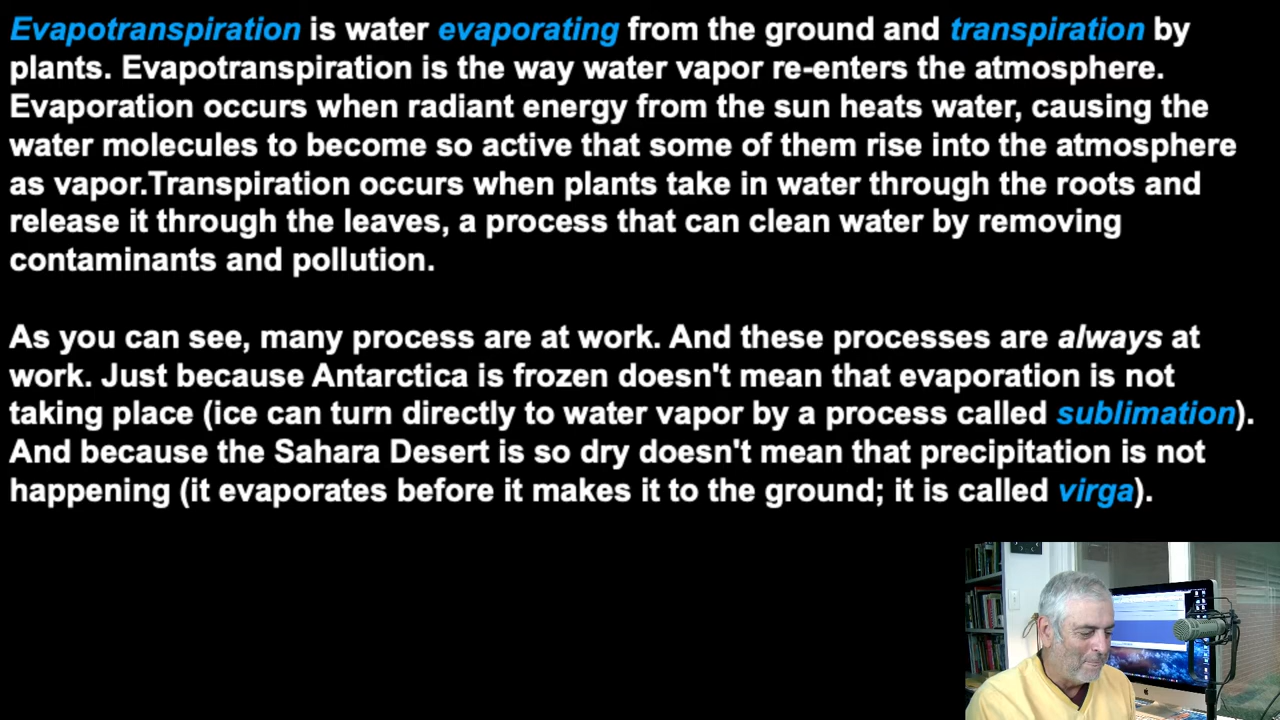 Evapotranspiration is water evaporating from the ground and transpiration by
plants. Evapotranspiration is the way water vapor re-enters the atmosphere.
Evaporation occurs when radiant energy from the sun heats water, causing the
water molecules to become so active that some of them rise into the atmosphere
as vapor.Transpiration occurs when plants take in water through the roots and
release it through the leaves, a process that can clean water by removing
contaminants and pollution.
As you can see, many process are at work. And these processes are always at
work. Just because Antarctica is frozen doesn't mean that evaporation is not
taking place (ice can turn directly to water vapor by a process called sublimation).
And because the Sahara Desert is so dry doesn't mean that precipitation is not
happening (it evaporates before it makes it to the ground; it is called virga).